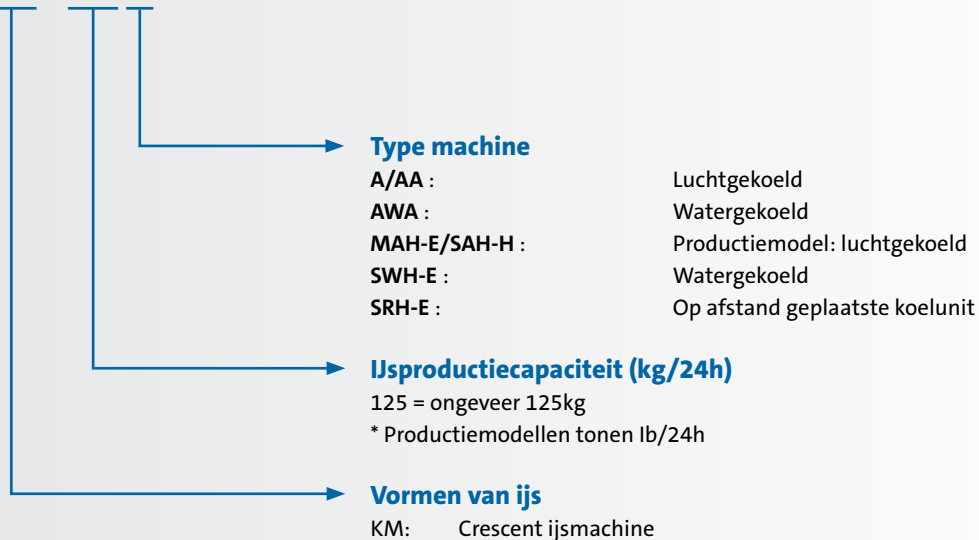 Type machine
A/AA : Luchtgekoeld
AWA : Watergekoeld
MAH-E/SAH-H : Productiemodel: luchtgekoeld
SWH-E : Watergekoeld
SRH-E : Op afstand geplaatste koelunit
IJsproductiecapaciteit (kg/24h)
125 = ongeveer 125kg
* Productiemodellen tonen Ib/24h
Vormen van ijs
KM: Crescent ijsmachine